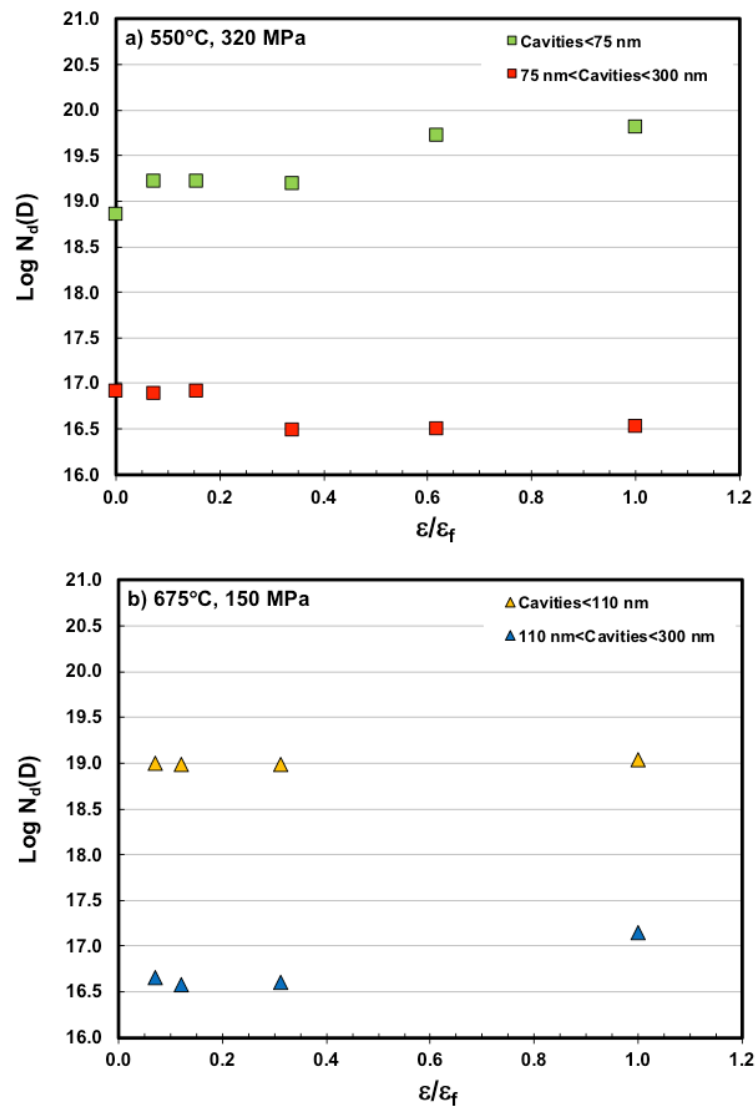 a) 550°C, 320 MPa
Cavities<75 nm
75 nm<Cavities<300 nm
Log N_d(D)
21.0
20.5
20.0
19.5
19.0
18.5
18.0
17.5
17.0
16.5
16.0
0.0 0.2 0.4 0.6 0.8 1.0 1.2
ε/ε_f
b) 675°C, 150 MPa
Cavities<110 nm
110 nm<Cavities<300 nm
Log N_d(D)
21.0
20.5
20.0
19.5
19.0
18.5
18.0
17.5
17.0
16.5
16.0
0.0 0.2 0.4 0.6 0.8 1.0 1.2
ε/ε_f